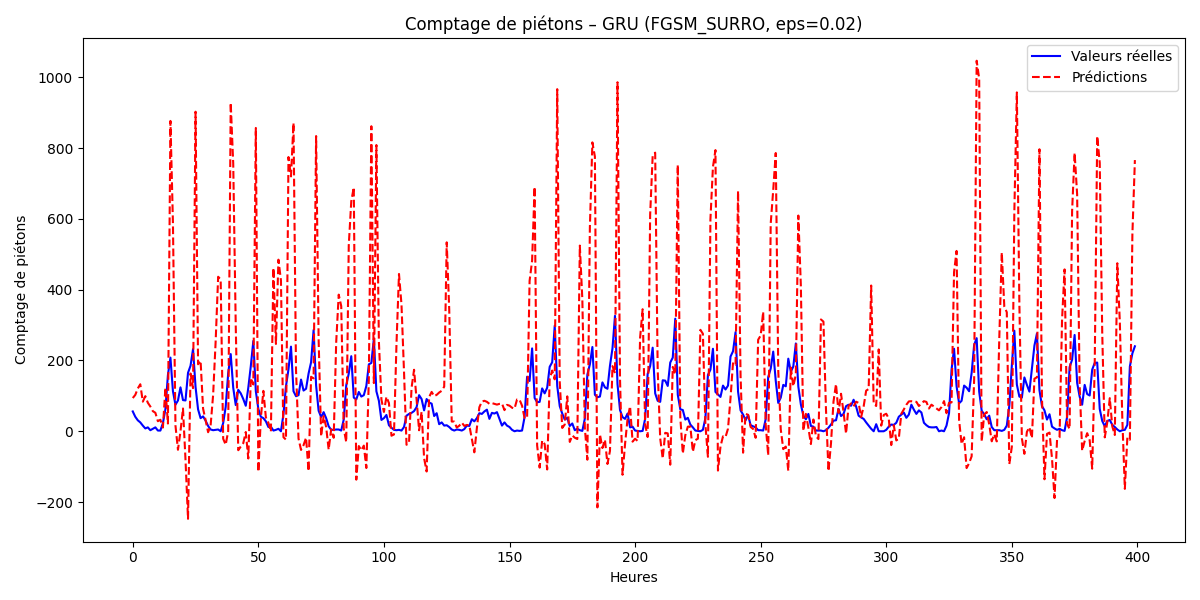 Comptage de piétons – GRU (FGSM_SURRO, eps=0.02)
Valeurs réelles
Prédictions
Comptage de piétons
1000
800
600
400
200
0
−200
0 50 100 150 200 250 300 350 400
Heures